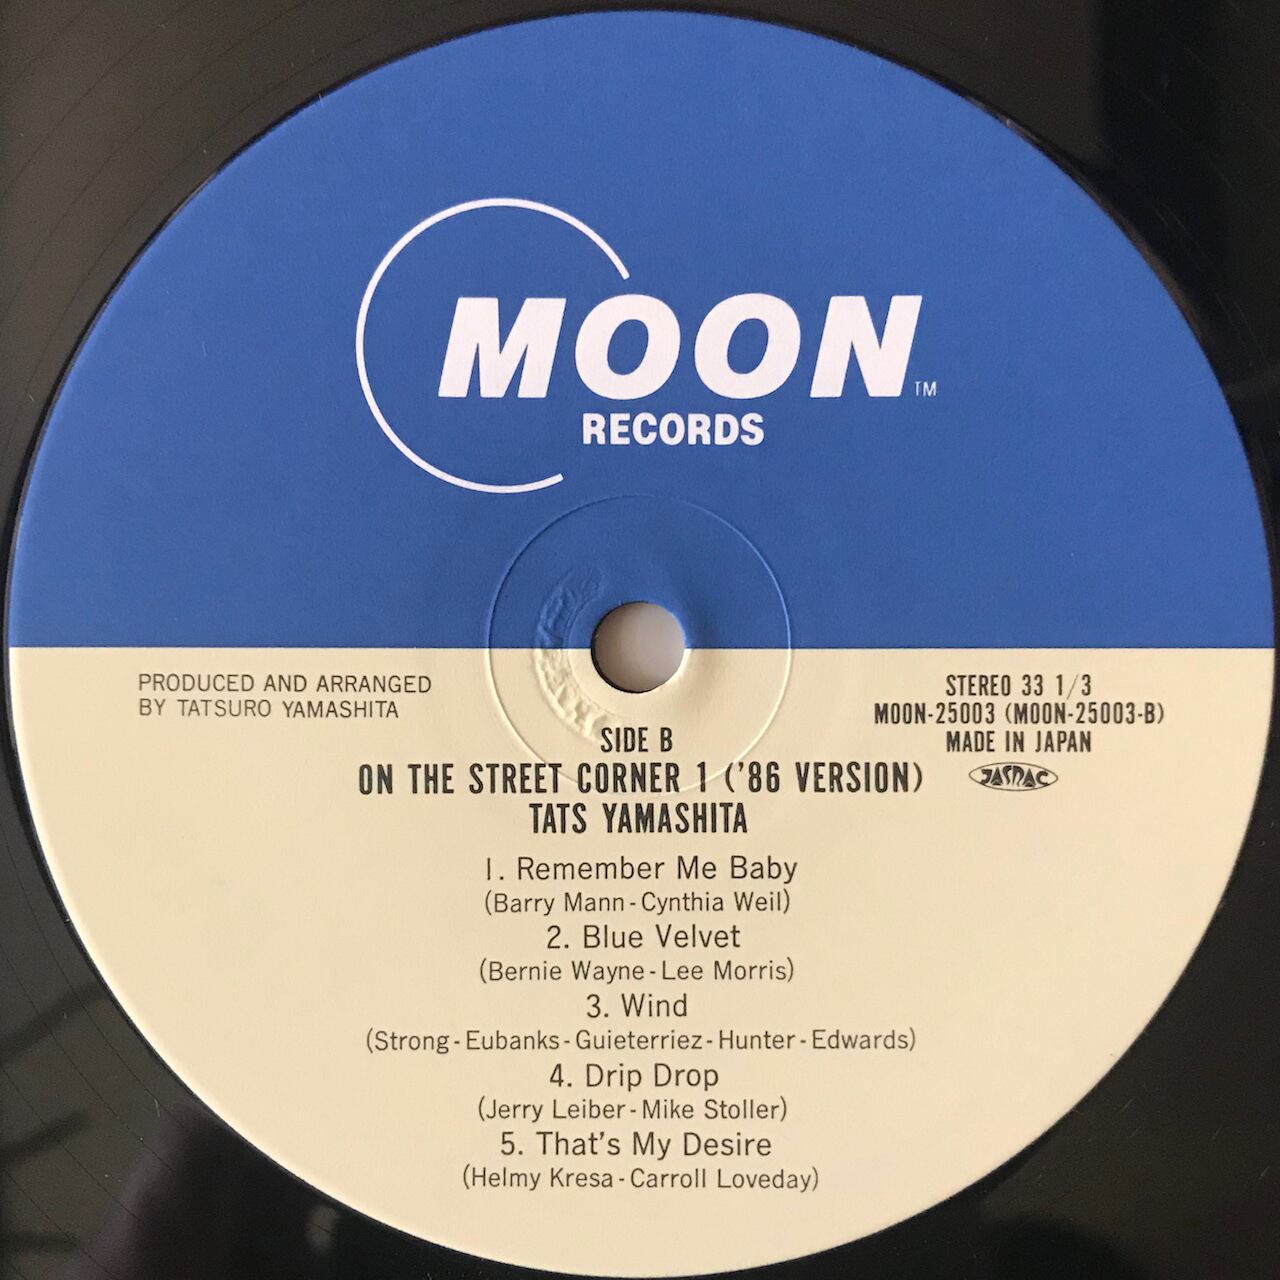 MOON TM
RECORDS
PRODUCED AND ARRANGED
BY TATSURO YAMASHITA
STEREO 33 1/3
MOON-25003 (MOON-25003-B)
MADE IN JAPAN
JASRAC
SIDE B
ON THE STREET CORNER 1 ('86 VERSION)
TATS YAMASHITA
1. Remember Me Baby
(Barry Mann-Cynthia Weil)
2. Blue Velvet
(Bernie Wayne-Lee Morris)
3. Wind
(Strong-Eubanks-Guieterriez-Hunter-Edwards)
4. Drip Drop
(Jerry Leiber-Mike Stoller)
5. That's My Desire
(Helmy Kresa-Carroll Loveday)